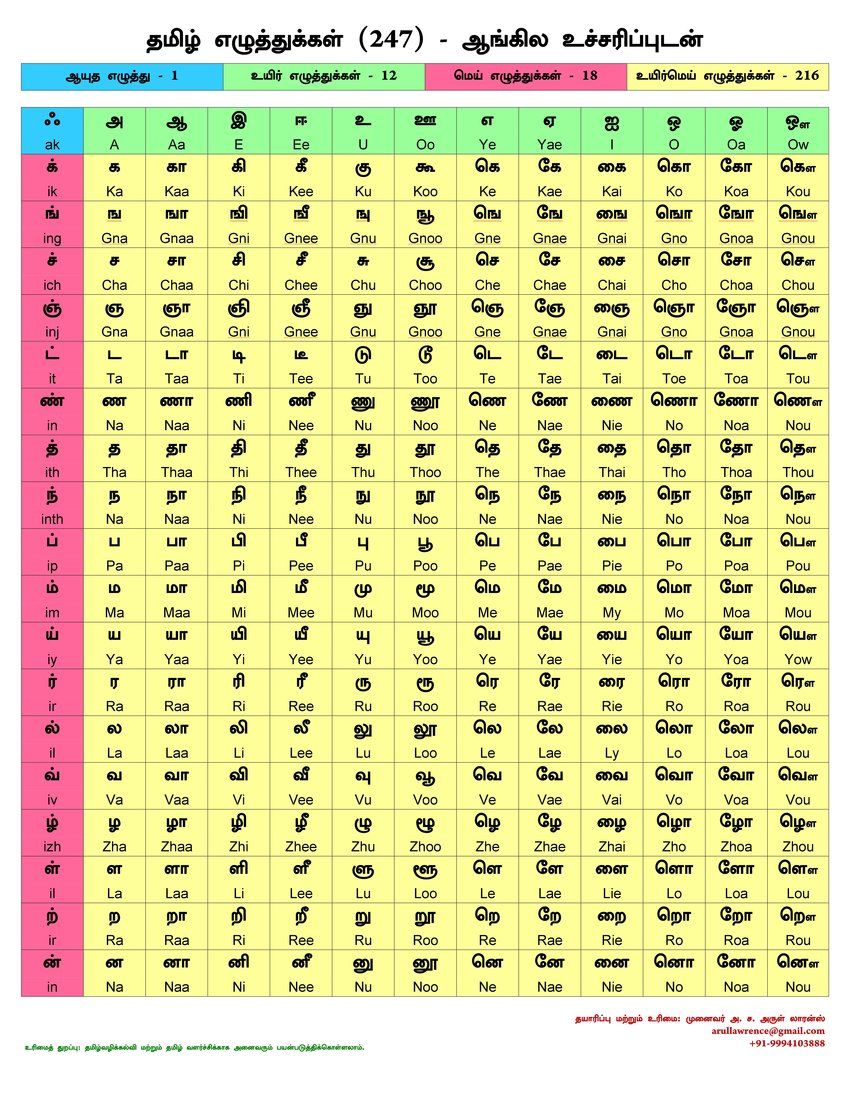 தமிழ் எழுத்துக்கள் (247) - ஆங்கில உச்சரிப்புடன்
ஆயுத எழுத்து - 1 உயிர் எழுத்துக்கள் - 12 மெய் எழுத்துக்கள் - 18 உயிர்மெய் எழுத்துக்கள் - 216
ஃ அ ஆ இ ஈ உ ஊ எ ஏ ஐ ஒ ஓ ஔ
ak A Aa E Ee U Oo Ye Yae I O Oa Ow
க் க கா கி கீ கு கூ கெ கே கை கொ கோ கௌ
ik Ka Kaa Ki Kee Ku Koo Ke Kae Kai Ko Koa Kou
ங் ங ஙா ஙி ஙீ ஙு ஙூ ஙெ ஙே ஙை ஙொ ஙோ ஙௌ
ing Gna Gnaa Gni Gnee Gnu Gnoo Gne Gnae Gnai Gno Gnoa Gnou
ச் ச சா சி சீ சு சூ செ சே சை சொ சோ சௌ
ich Cha Chaa Chi Chee Chu Choo Che Chae Chai Cho Choa Chou
ஞ் ஞ ஞா ஞி ஞீ ஞு ஞூ ஞெ ஞே ஞை ஞொ ஞோ ஞௌ
inj Gna Gnaa Gni Gnee Gnu Gnoo Gne Gnae Gnai Gno Gnoa Gnou
ட் ட டா டி டீ டு டூ டெ டே டை டொ டோ டௌ
it Ta Taa Ti Tee Tu Too Te Tae Tai Toe Toa Tou
ண் ண ணா ணி ணீ ணு ணூ ணெ ணே ணை ணொ ணோ ணௌ
in Na Naa Ni Nee Nu Noo Ne Nae Nie No Noa Nou
த் த தா தி தீ து தூ தெ தே தை தொ தோ தௌ
ith Tha Thaa Thi Thee Thu Thoo The Thae Thai Tho Thoa Thou
ந் ந நா நி நீ நு நூ நெ நே நை நொ நோ நௌ
inth Na Naa Ni Nee Nu Noo Ne Nae Nie No Noa Nou
ப் ப பா பி பீ பு பூ பெ பே பை பொ போ பௌ
ip Pa Paa Pi Pee Pu Poo Pe Pae Pie Po Poa Pou
ம் ம மா மி மீ மு மூ மெ மே மை மொ மோ மௌ
im Ma Maa Mi Mee Mu Moo Me Mae My Mo Moa Mou
ய் ய யா யி யீ யு யூ யெ யே யை யொ யோ யௌ
iy Ya Yaa Yi Yee Yu Yoo Ye Yae Yie Yo Yoa Yow
ர் ர ரா ரி ரீ ரு ரூ ரெ ரே ரை ரொ ரோ ரௌ
ir Ra Raa Ri Ree Ru Roo Re Rae Rie Ro Roa Rou
ல் ல லா லி லீ லு லூ லெ லே லை லொ லோ லௌ
il La Laa Li Lee Lu Loo Le Lae Ly Lo Loa Lou
வ் வ வா வி வீ வு வூ வெ வே வை வொ வோ வௌ
iv Va Vaa Vi Vee Vu Voo Ve Vae Vai Vo Voa Vou
ழ் ழ ழா ழி ழீ ழு ழூ ழெ ழே ழை ழொ ழோ ழௌ
izh Zha Zhaa Zhi Zhee Zhu Zhoo Zhe Zhae Zhai Zho Zhoa Zhou
ள் ள ளா ளி ளீ ளு ளூ ளெ ளே ளை ளொ ளோ ளௌ
il La Laa Li Lee Lu Loo Le Lae Lie Lo Loa Lou
ற் ற றா றி றீ று றூ றெ றே றை றொ றோ றௌ
ir Ra Raa Ri Ree Ru Roo Re Rae Rie Ro Roa Rou
ன் ன னா னி னீ னு னூ னெ னே னை னொ னோ னௌ
in Na Naa Ni Nee Nu Noo Ne Nae Nie No Noa Nou
தயாரிப்பு மற்றும் உரிமை: முனைவர் அ. ச. அருள் லாரன்ஸ்
arullawrence@gmail.com
+91-9994103888
உரிமைத் துறப்பு: தமிழ்வழிக்கல்வி மற்றும் தமிழ் வளர்ச்சிக்காக அனைவரும் பயன்படுத்திக்கொள்ளலாம்.